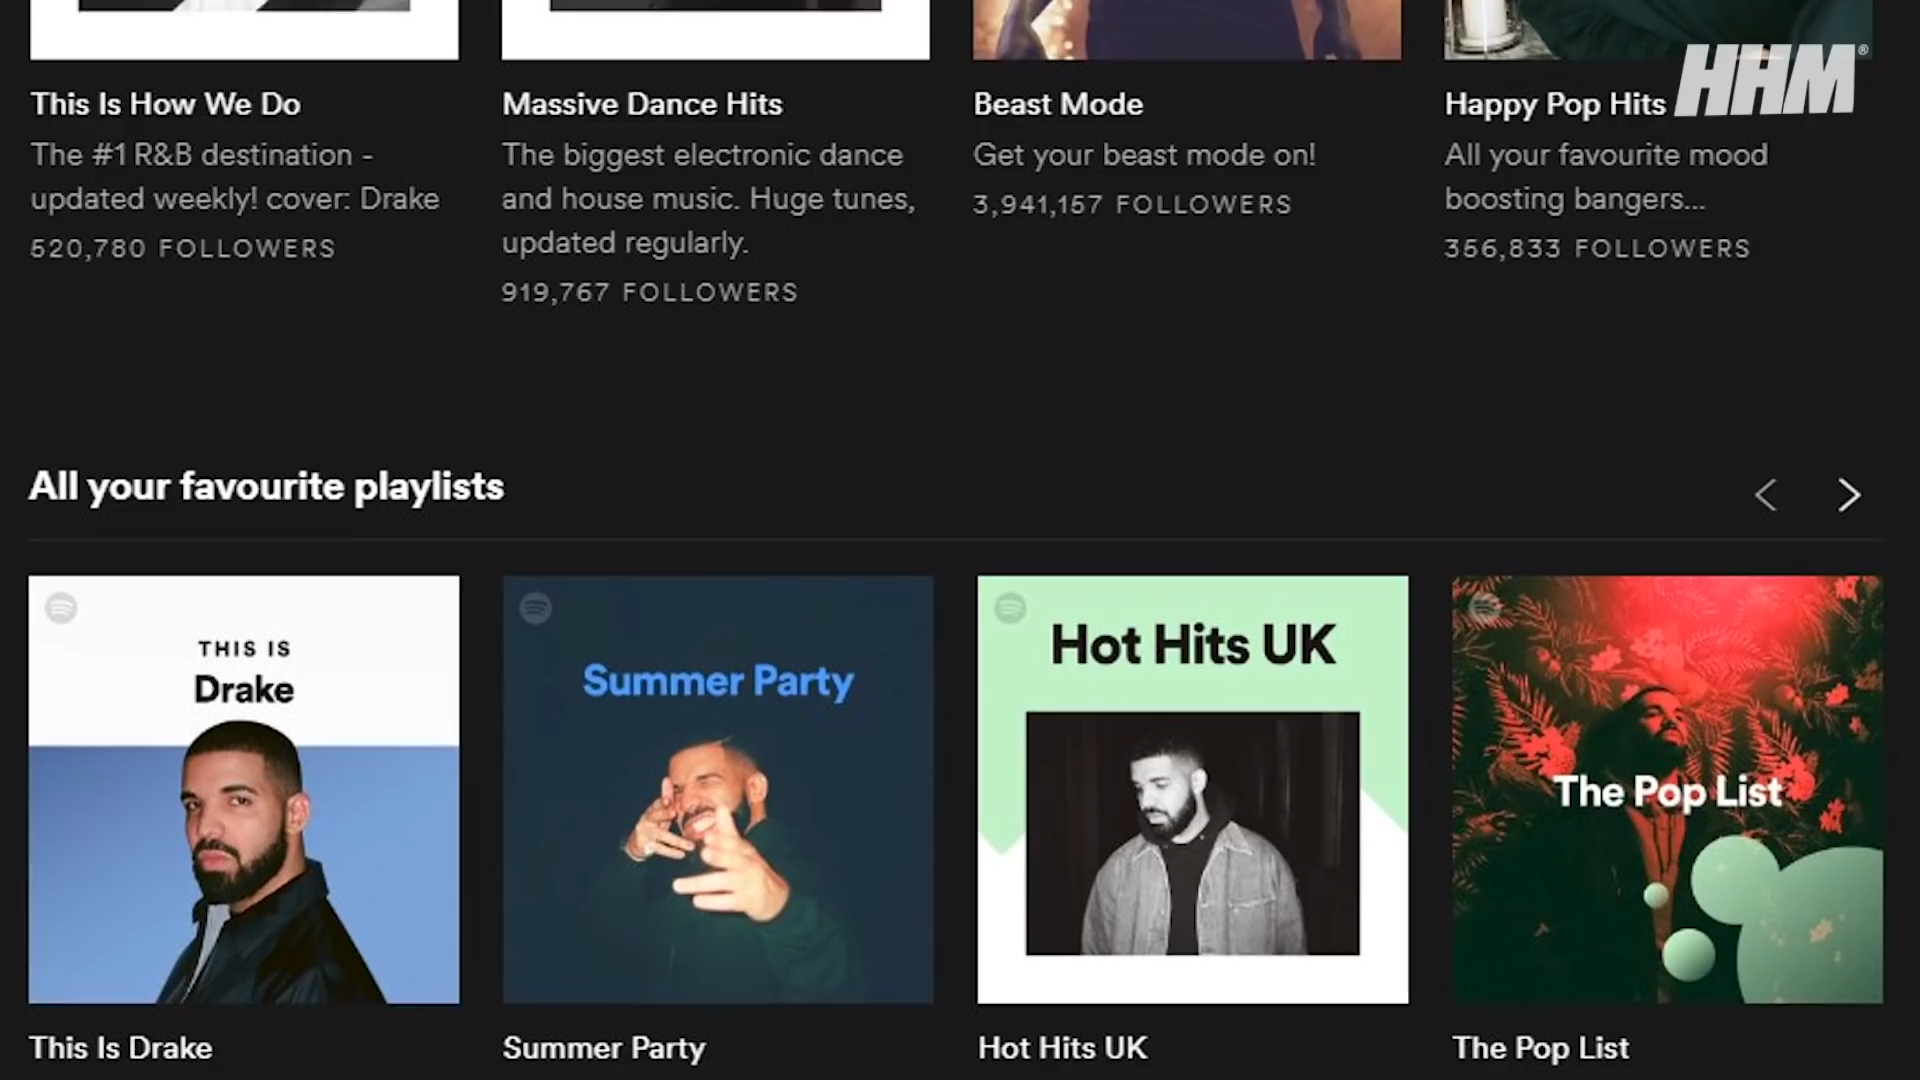 HHM®
This Is How We Do
The #1 R&B destination -
updated weekly! cover: Drake
520,780 FOLLOWERS
Massive Dance Hits
The biggest electronic dance
and house music. Huge tunes,
updated regularly.
919,767 FOLLOWERS
Beast Mode
Get your beast mode on!
3,941,157 FOLLOWERS
Happy Pop Hits
All your favourite mood
boosting bangers...
356,833 FOLLOWERS
All your favourite playlists
THIS IS
Drake
Summer Party
Hot Hits UK
The Pop List
This Is Drake
Summer Party
Hot Hits UK
The Pop List